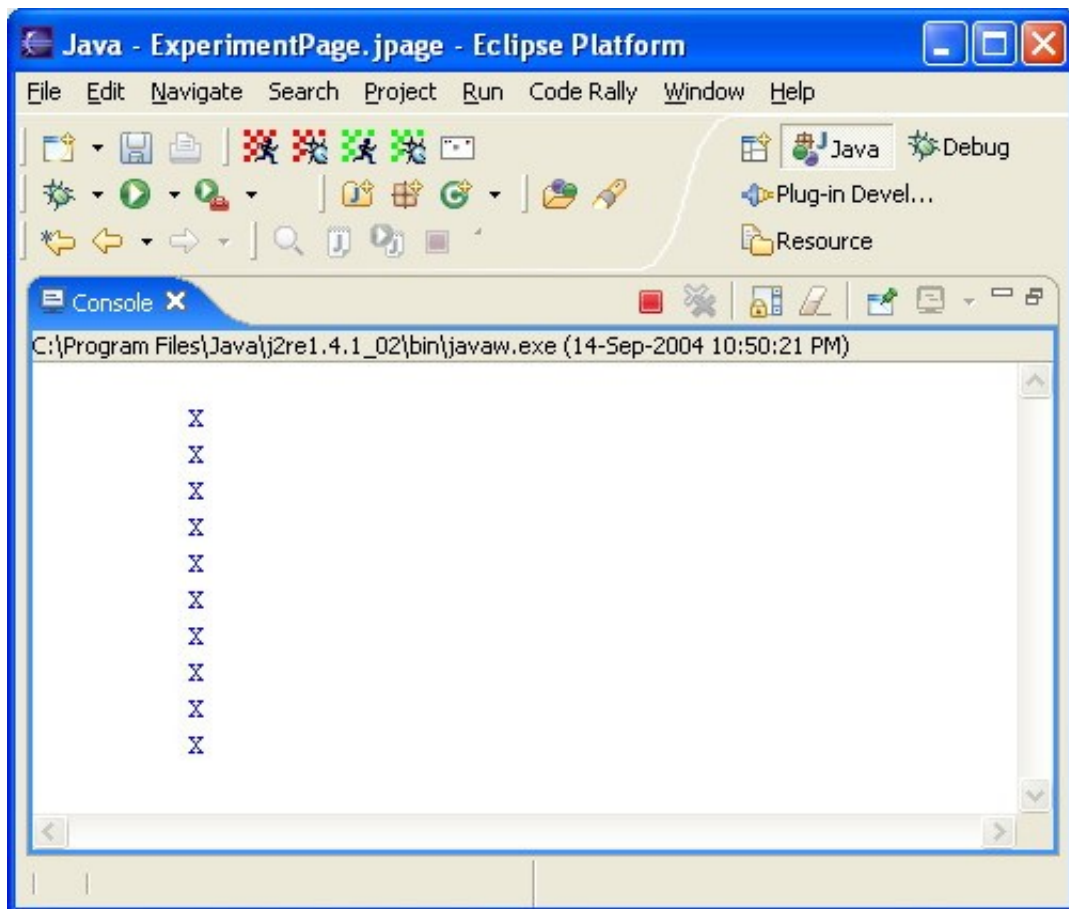 Java - ExperimentPage.jpage - Eclipse Platform
File Edit Navigate Search Project Run Code Rally Window Help
Java Debug
Plug-in Devel...
Resource
Console
C:\Program Files\Java\j2re1.4.1_02\bin\javaw.exe (14-Sep-2004 10:50:21 PM)
X
X
X
X
X
X
X
X
X
X